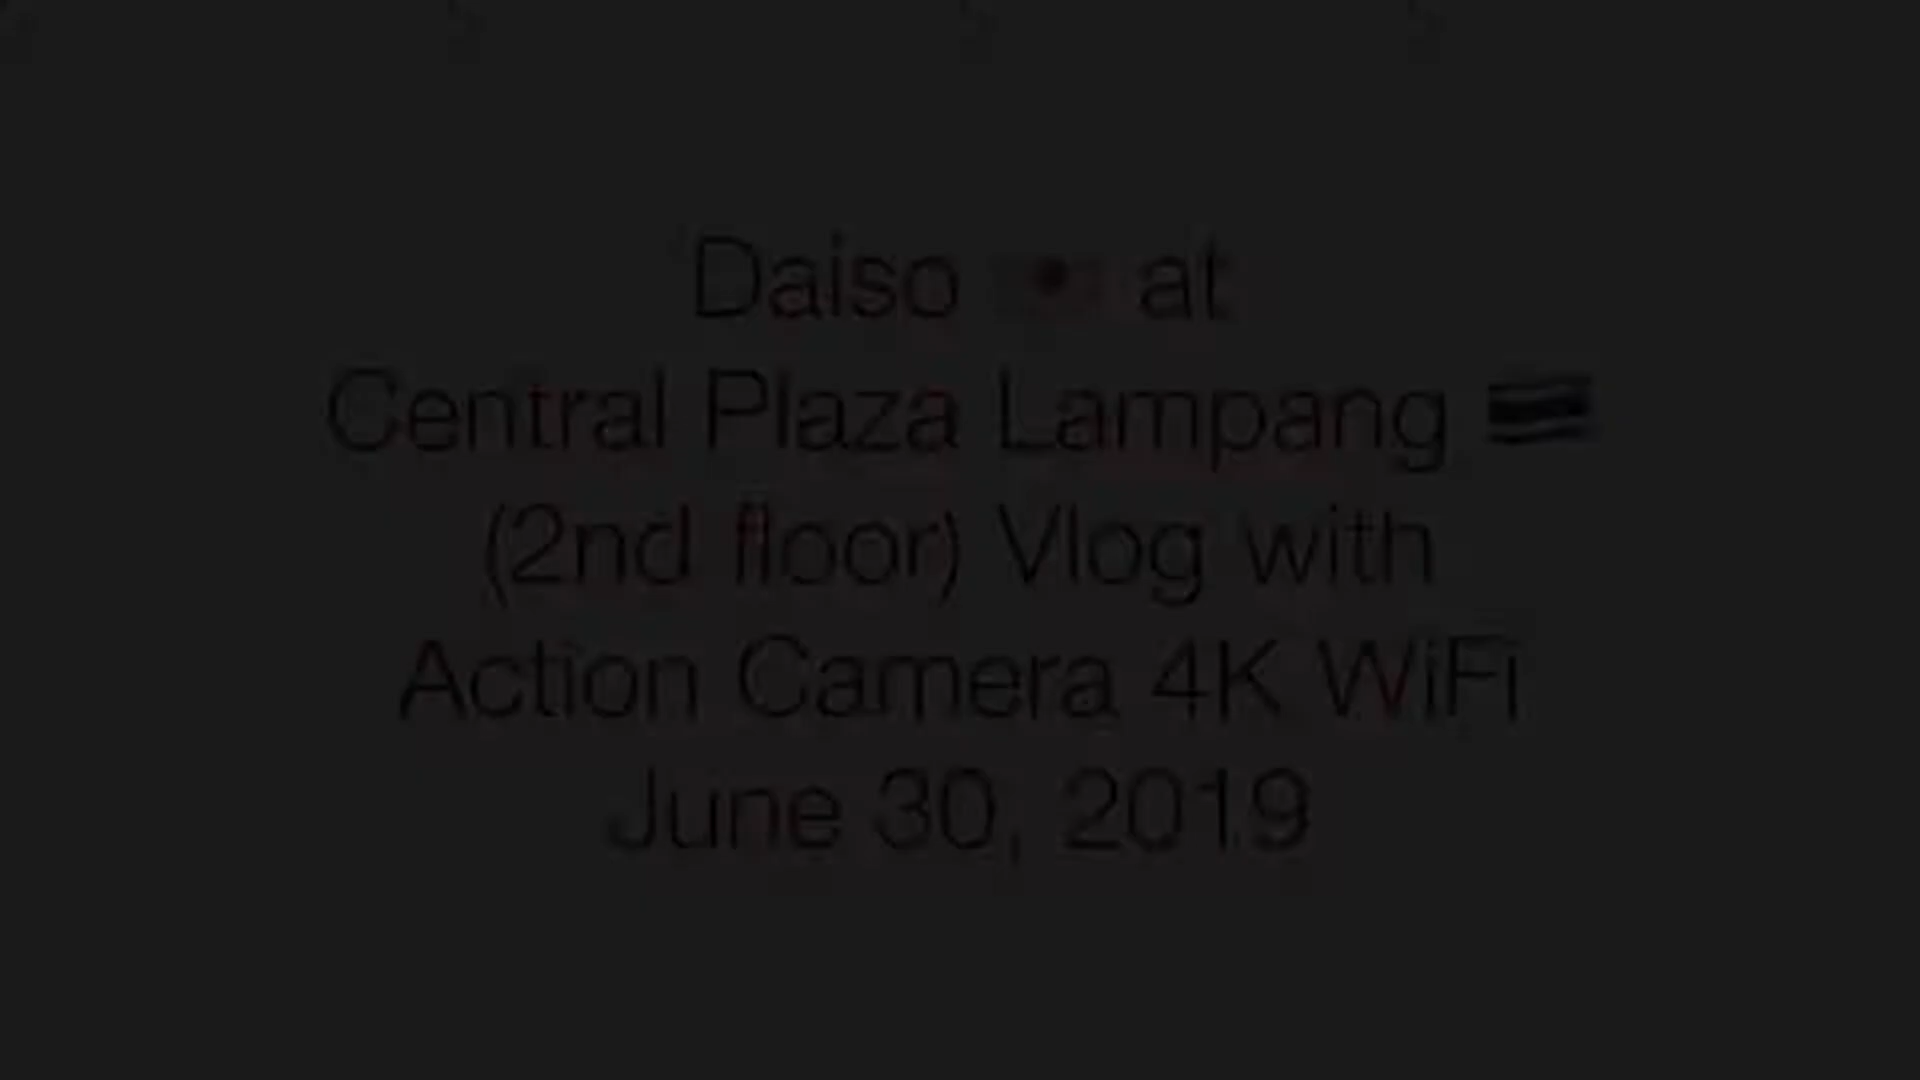 Daiso 🇯🇵 at
Central Plaza Lampang 🇹🇭
(2nd floor) Vlog with
Action Camera 4K WiFi
June 30, 2019